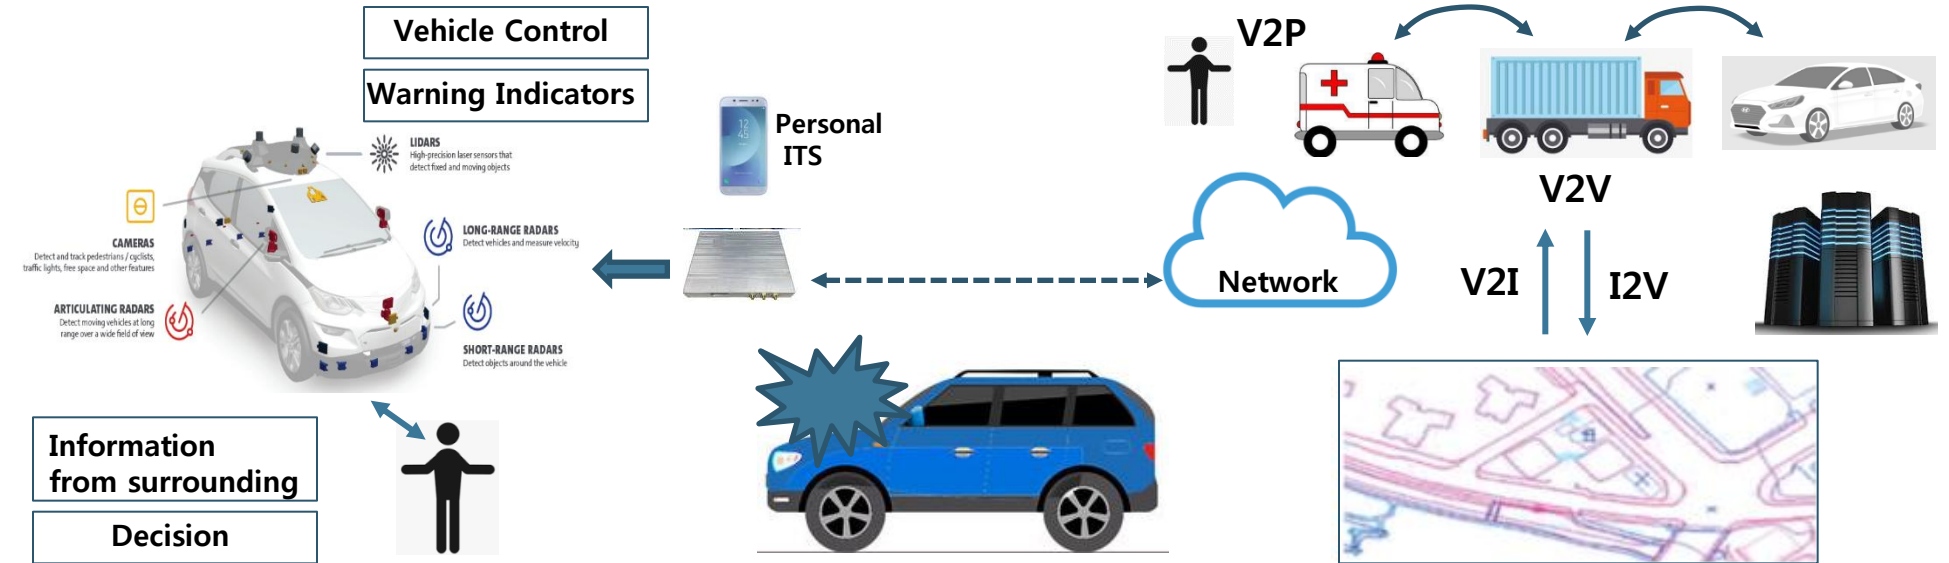 Vehicle Control
Warning Indicators
LIDARS
High-precision laser sensors that
detect fixed and moving objects
CAMERAS
Detect and track pedestrians / cyclists,
traffic lights, free space and other features
ARTICULATING RADARS
Detect moving vehicles at long
range over a wide field of view
LONG-RANGE RADARS
Detect vehicles and measure velocity
SHORT-RANGE RADARS
Detect objects around the vehicle
Information
from surrounding
Decision
Personal
ITS
Network
V2P
V2V
V2I
I2V